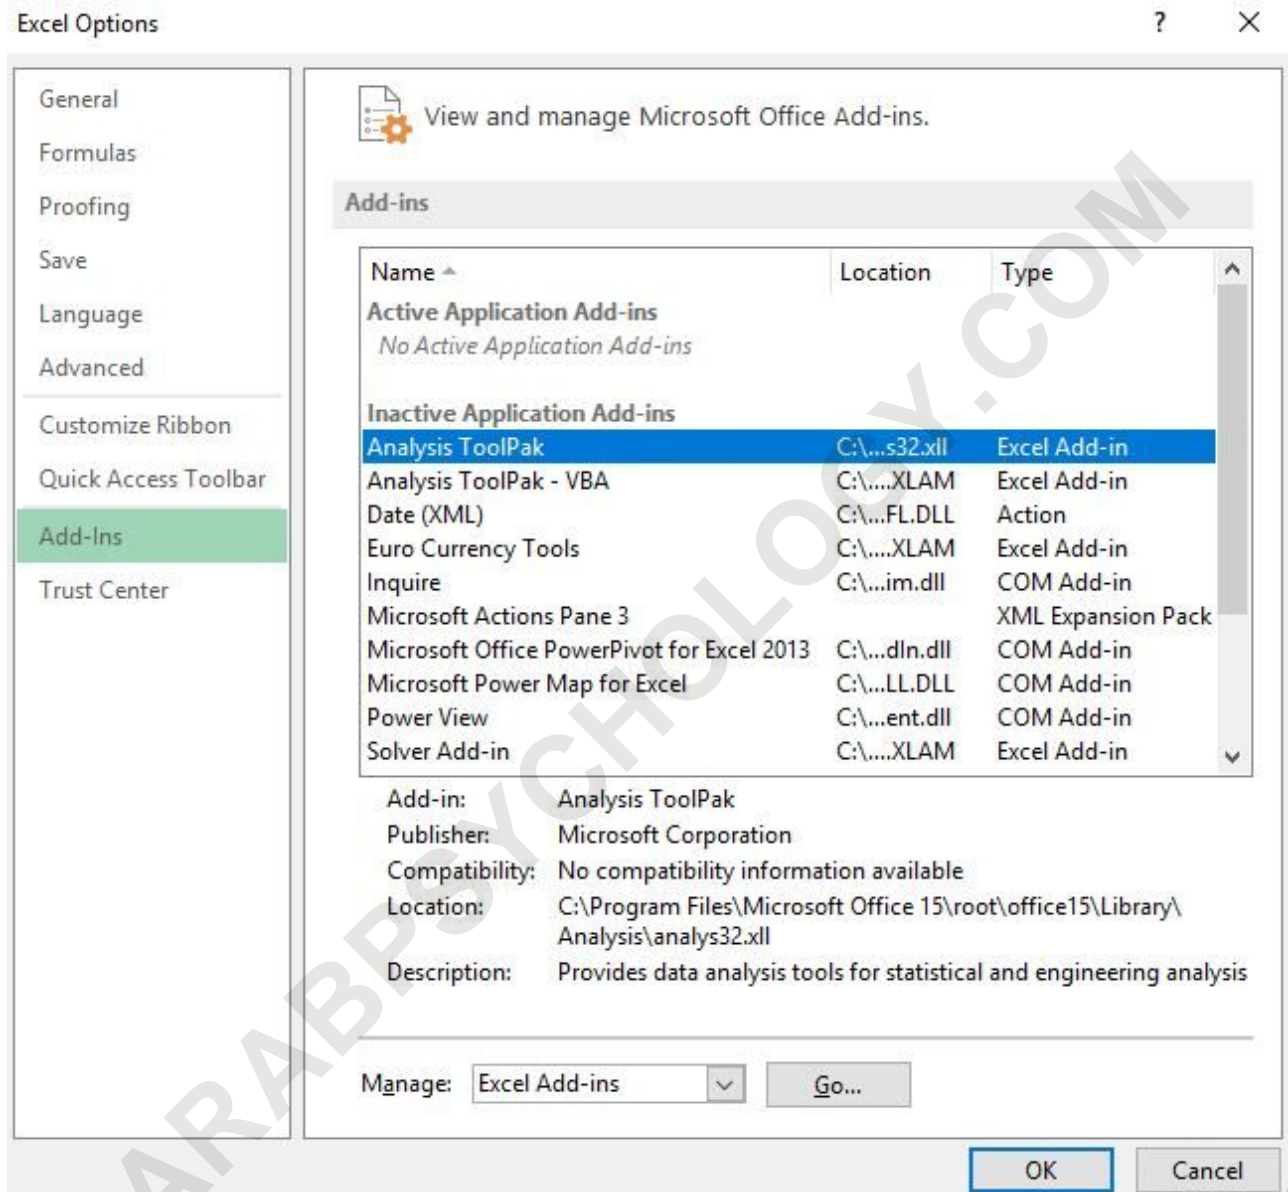 Excel Options ?
General
Formulas
Proofing
Save
Language
Advanced
Customize Ribbon
Quick Access Toolbar
Add-Ins
Trust Center
View and manage Microsoft Office Add-ins.
Add-ins
Name Location Type
Active Application Add-ins
No Active Application Add-ins
Inactive Application Add-ins
Analysis ToolPak C:\...s32.xll Excel Add-in
Analysis ToolPak - VBA C:\....XLAM Excel Add-in
Date (XML) C:\...FL.DLL Action
Euro Currency Tools C:\....XLAM Excel Add-in
Inquire C:\...im.dll COM Add-in
Microsoft Actions Pane 3 XML Expansion Pack
Microsoft Office PowerPivot for Excel 2013 C:\...dln.dll COM Add-in
Microsoft Power Map for Excel C:\...LL.DLL COM Add-in
Power View C:\...ent.dll COM Add-in
Solver Add-in C:\....XLAM Excel Add-in
Add-in: Analysis ToolPak
Publisher: Microsoft Corporation
Compatibility: No compatibility information available
Location: C:\Program Files\Microsoft Office 15\root\office15\Library\
Analysis\analys32.xll
Description: Provides data analysis tools for statistical and engineering analysis
Manage: Excel Add-ins Go...
OK Cancel
ARABPSYCHOLOGY.COM